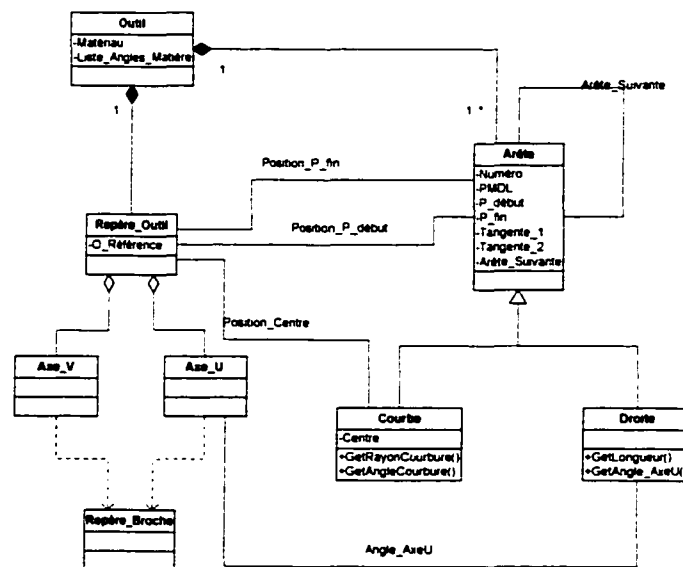 Outil
-Matériau
-Liste_Angles_Matière
1
1
1 *
Arête_Suivante
Arête
-Numéro
-PMDL
-P_début
-P_fin
-Tangente_1
-Tangente_2
-Arête_Suivante
Position_P_fin
Position_P_début
Repère_Outil
-O_Référence
Position_Centre
Axe_V
Axe_U
Courbe
-Centre
+GetRayonCourbure()
+GetAngleCourbure()
Droite
+GetLongueur()
+GetAngle_AxeU(
Repère_Broche
Angle_AxeU